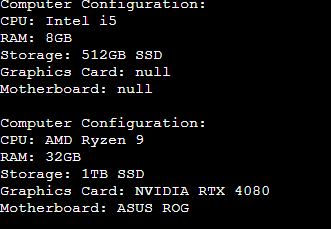 Computer Configuration:
CPU: Intel i5
RAM: 8GB
Storage: 512GB SSD
Graphics Card: null
Motherboard: null
Computer Configuration:
CPU: AMD Ryzen 9
RAM: 32GB
Storage: 1TB SSD
Graphics Card: NVIDIA RTX 4080
Motherboard: ASUS ROG